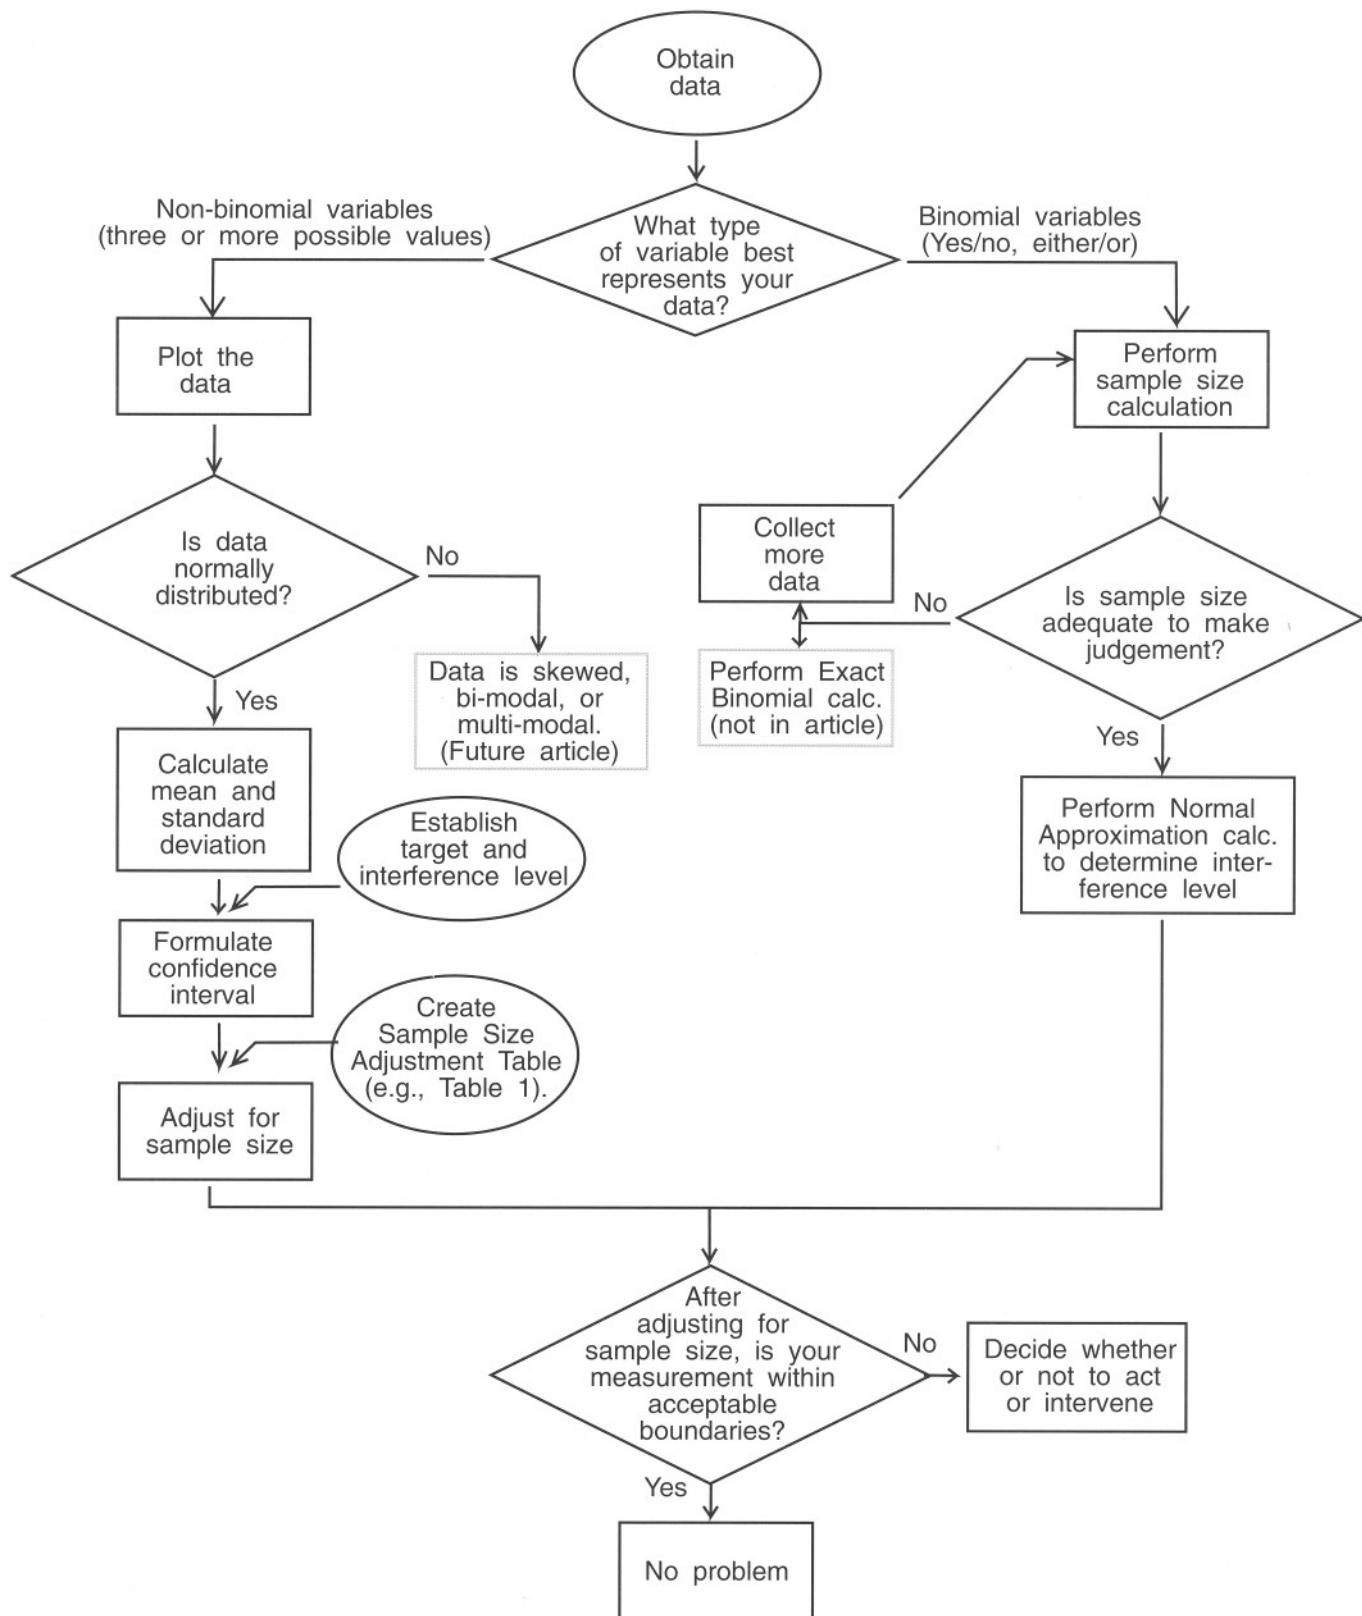 Obtain
data
Non-binomial variables
(three or more possible values)
What type
of variable best
represents your
data?
Binomial variables
(Yes/no, either/or)
Plot the
data
Perform
sample size
calculation
Is data
normally
distributed?
No
Collect
more
data
No
Is sample size
adequate to make
judgement?
Data is skewed,
bi-modal, or
multi-modal.
(Future article)
Perform Exact
Binomial calc.
(not in article)
Yes
Yes
Calculate
mean and
standard
deviation
Establish
target and
interference level
Perform Normal
Approximation calc.
to determine inter-
ference level
Formulate
confidence
interval
Create
Sample Size
Adjustment Table
(e.g., Table 1).
Adjust for
sample size
After
adjusting for
sample size, is your
measurement within
acceptable
boundaries?
No
Decide whether
or not to act
or intervene
Yes
No problem